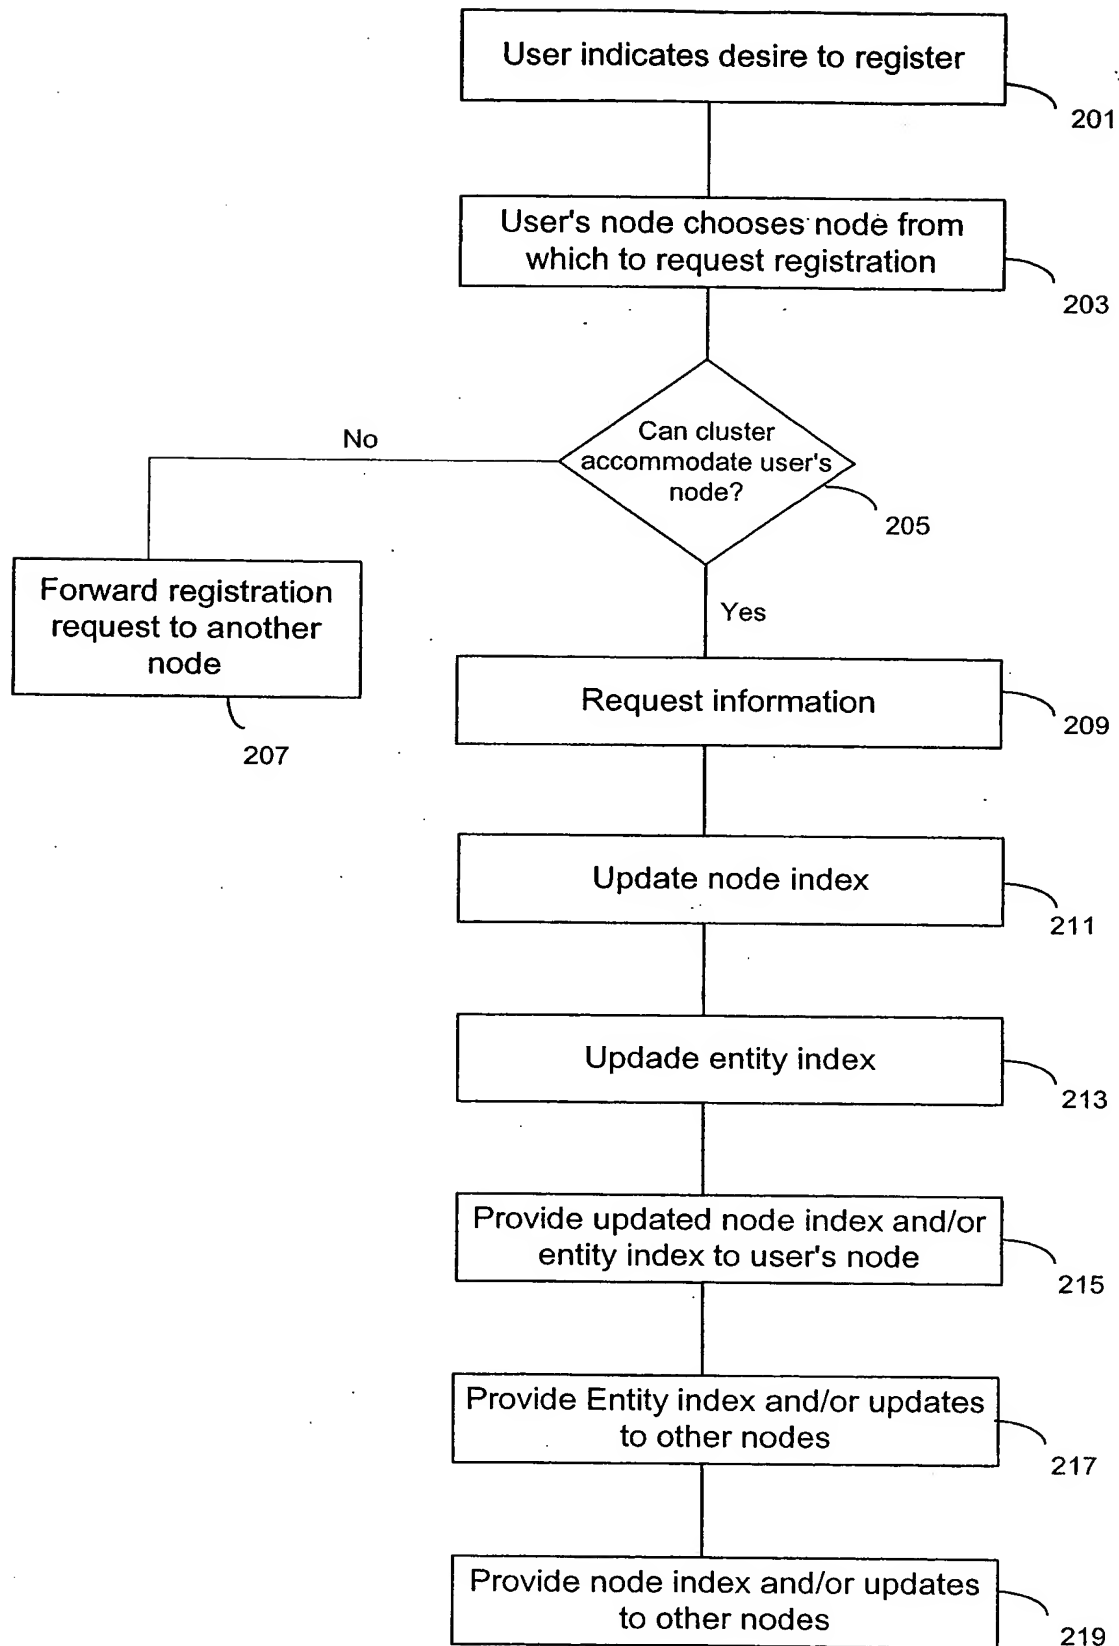 User indicates desire to register
201
User's node chooses node from
which to request registration
203
Can cluster
accommodate user's
node?
205
No
Forward registration
request to another
node
207
Yes
Request information
209
Update node index
211
Updade entity index
213
Provide updated node index and/or
entity index to user's node
215
Provide Entity index and/or updates
to other nodes
217
Provide node index and/or updates
to other nodes
219